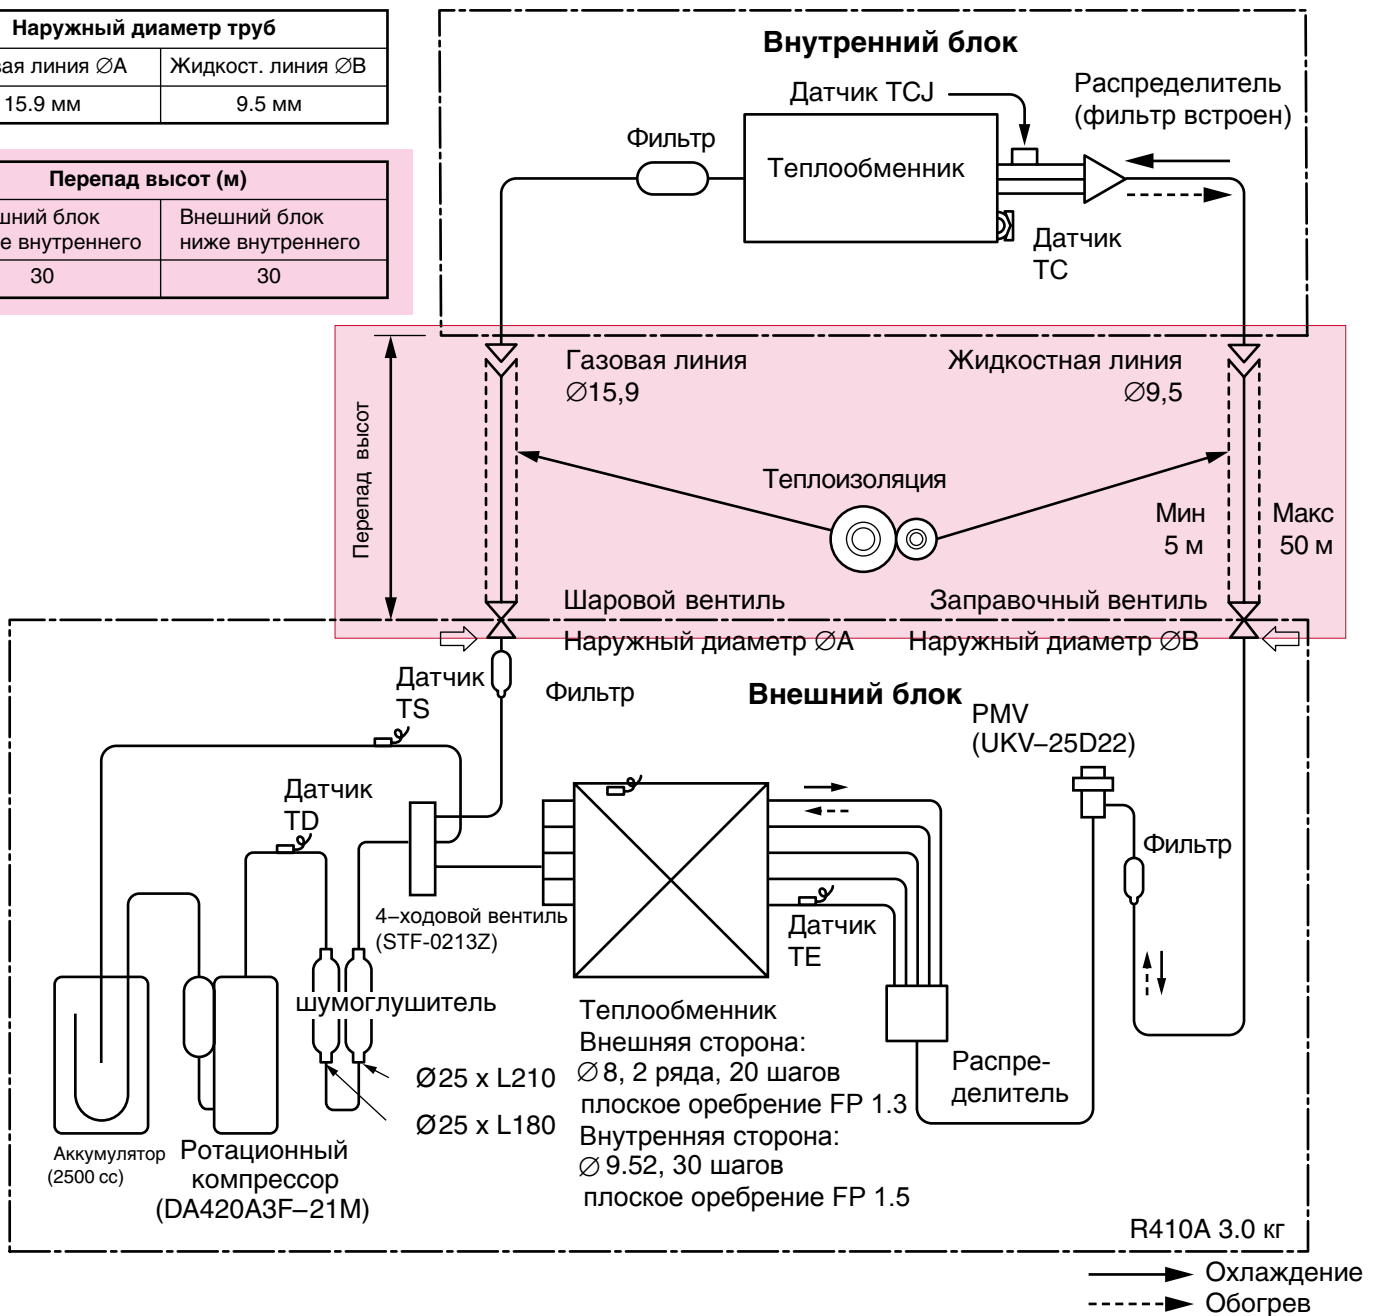 Наружный диаметр труб
вая линия ∅A
Жидкост. линия ∅B
15.9 мм
9.5 мм
Перепад высот (м)
шний блок
е внутреннего
Внешний блок
ниже внутреннего
30
30
Внутренний блок
Датчик TCJ
Распределитель
(фильтр встроен)
Фильтр
Теплообменник
Датчик
TC
Перепад высот
Газовая линия
∅15,9
Жидкостная линия
∅9,5
Теплоизоляция
Мин
5 м
Макс
50 м
Шаровой вентиль
Наружный диаметр ∅A
Заправочный вентиль
Наружный диаметр ∅B
Датчик
TS
Фильтр
Внешний блок
PMV
(UKV–25D22)
Датчик
TD
Фильтр
4–ходовой вентиль
(STF-0213Z)
Датчик
TE
шумоглушитель
Теплообменник
Внешняя сторона:
∅ 8, 2 ряда, 20 шагов
плоское оребрение FP 1.3
Внутренняя сторона:
∅ 9.52, 30 шагов
плоское оребрение FP 1.5
Распре-
делитель
Ø25 x L210
Ø25 x L180
Аккумулятор
(2500 cc)
Ротационный
компрессор
(DA420A3F–21M)
R410A 3.0 кг
Охлаждение
Обогрев